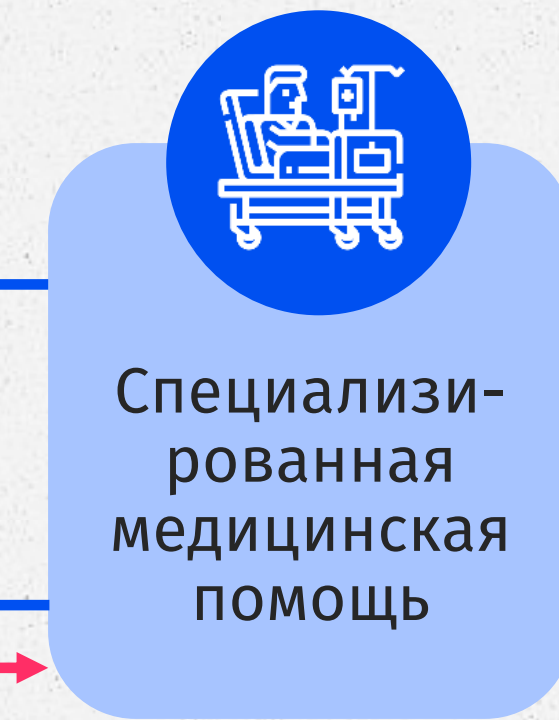 Специализи-
рованная
медицинская
помощь